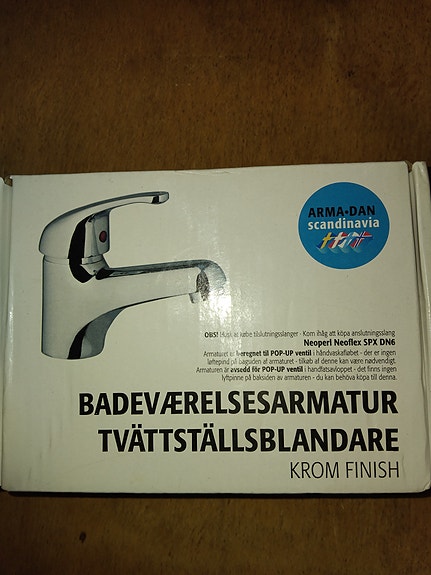 ARMA-DAN
scandinavia
OBS! Husk at købe tilslutningsslanger - Kom ihåg att köpa anslutningsslang
Neoperl Neoflex SPX DN6
Armaturet er beregnet til POP-UP ventil i håndvaskafløbet - der er ingen
løftepind på bagsiden af armaturet - tilkøb af denne kan være nødvendigt.
Armaturen är avsedd för POP-UP ventil i handfatsavloppet - det finns ingen
lyftpinne på baksiden av armaturen - du kan behöva köpa till denna.
BADEVÆRELSESARMATUR
TVÄTTSTÄLLSBLANDARE
KROM FINISH